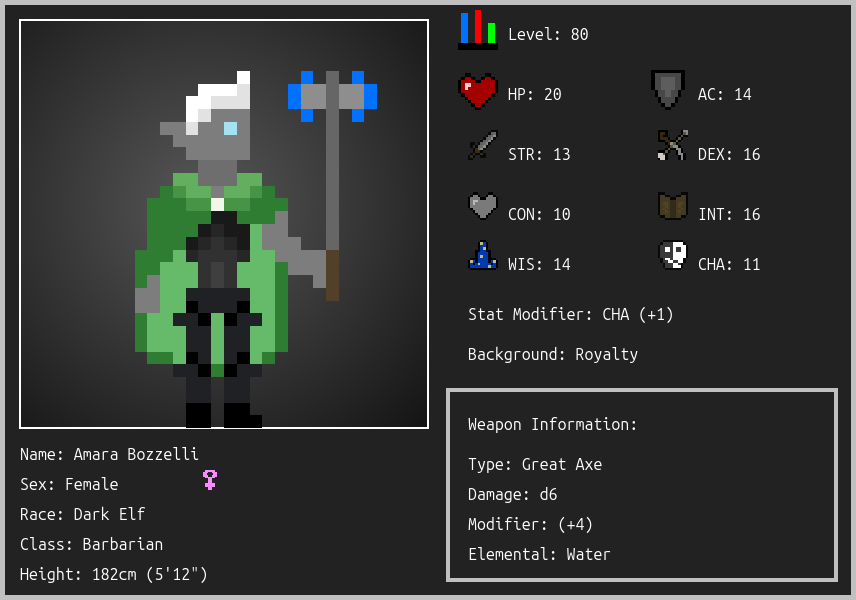 Level: 80
HP: 20
AC: 14
STR: 13
DEX: 16
CON: 10
INT: 16
WIS: 14
CHA: 11
Stat Modifier: CHA (+1)
Background: Royalty
Weapon Information:
Type: Great Axe
Damage: d6
Modifier: (+4)
Elemental: Water
Name: Amara Bozzelli
Sex: Female
Race: Dark Elf
Class: Barbarian
Height: 182cm (5'12")